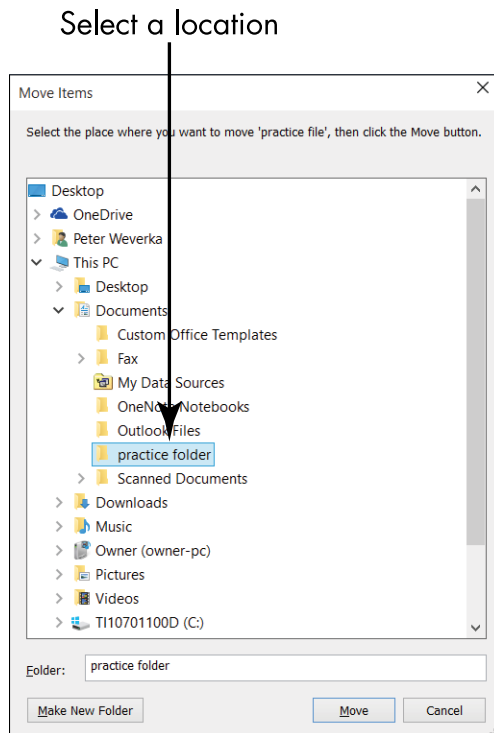 Select a location
Move Items
Select the place where you want to move 'practice file', then click the Move button.
Desktop
OneDrive
Peter Weverka
This PC
Desktop
Documents
Custom Office Templates
Fax
My Data Sources
OneNote Notebooks
Outlook Files
practice folder
Scanned Documents
Downloads
Music
Owner (owner-pc)
Pictures
Videos
TI10701100D (C:)
Folder: practice folder
Make New Folder Move Cancel